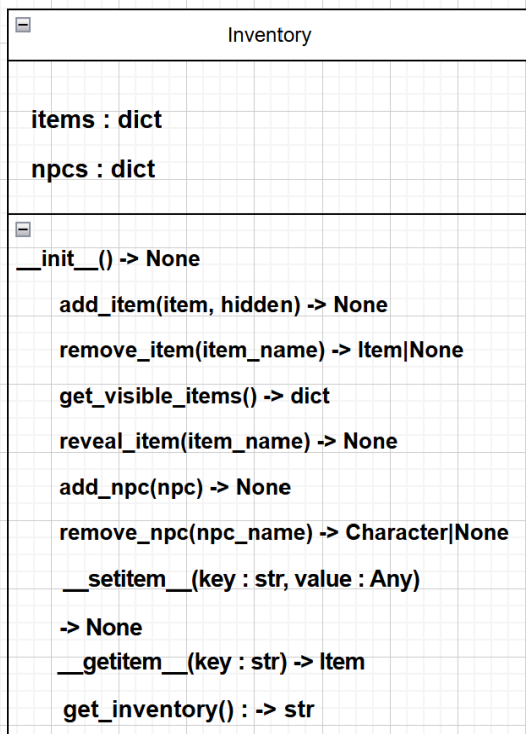 Inventory
items : dict
npcs : dict
__init__() -> None
add_item(item, hidden) -> None
remove_item(item_name) -> Item|None
get_visible_items() -> dict
reveal_item(item_name) -> None
add_npc(npc) -> None
remove_npc(npc_name) -> Character|None
__setitem__(key : str, value : Any)
-> None
__getitem__(key : str) -> Item
get_inventory() : -> str